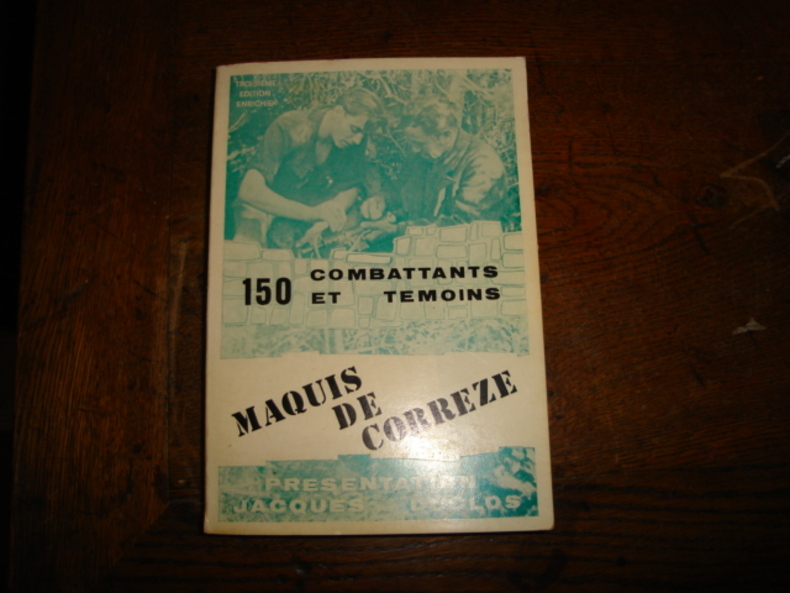 TROISIEME
EDITION
ENRICHIE
150 COMBATTANTS
ET TEMOINS
MAQUIS
DE
CORREZE
PRESENTATION
JACQUES DUCLOS